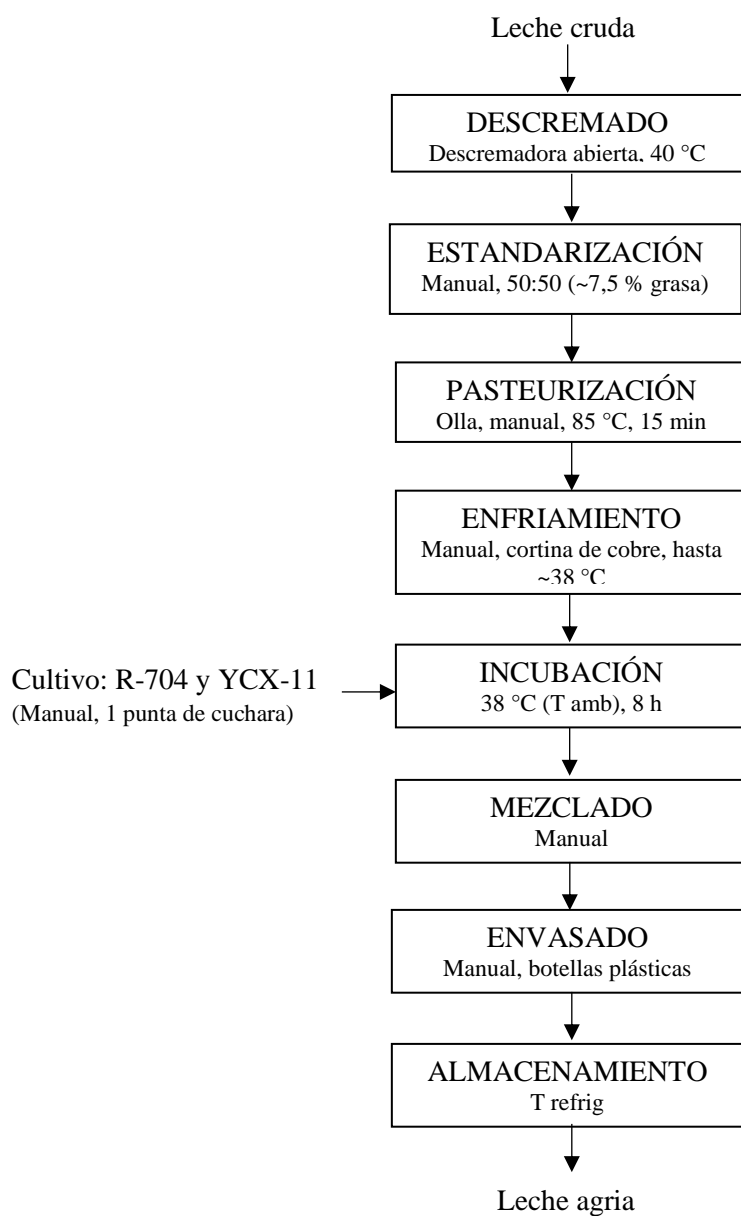 Leche cruda
DESCREMADO
Descremadora abierta, 40 °C
ESTANDARIZACIÓN
Manual, 50:50 (~7,5 % grasa)
PASTEURIZACIÓN
Olla, manual, 85 °C, 15 min
ENFRIAMIENTO
Manual, cortina de cobre, hasta
~38 °C
Cultivo: R-704 y YCX-11
(Manual, 1 punta de cuchara)
INCUBACIÓN
38 °C (T amb), 8 h
MEZCLADO
Manual
ENVASADO
Manual, botellas plásticas
ALMACENAMIENTO
T refrig
Leche agria